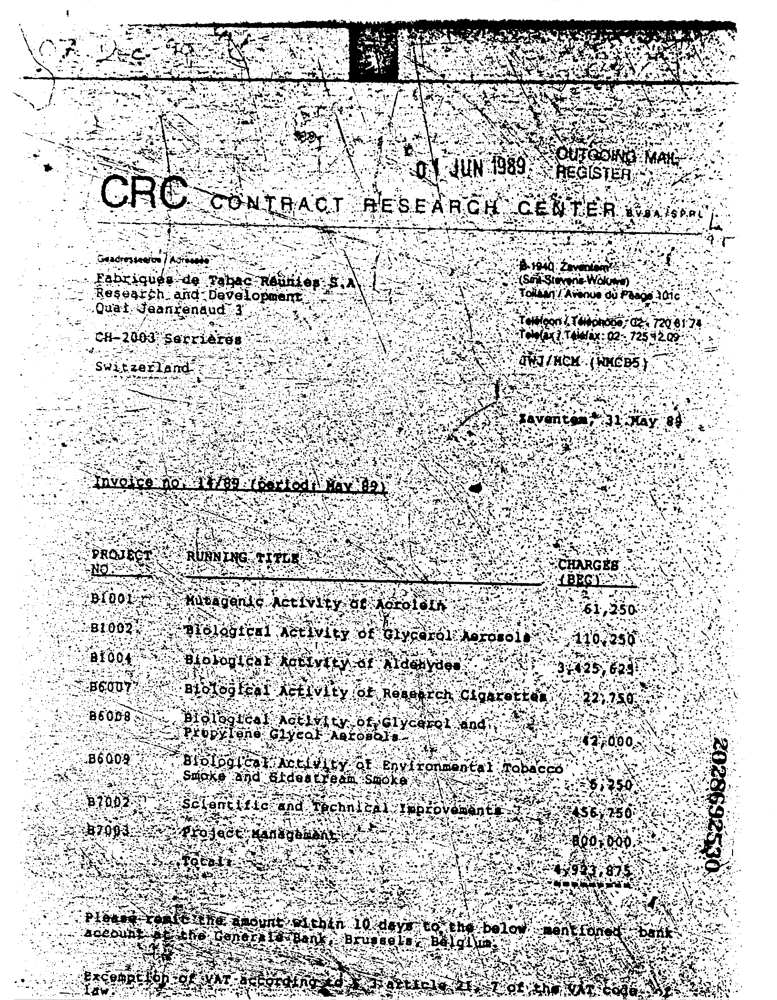 07 Dec 90
01 JUN 1989
OUTGOING MAIL
REGISTER
CRC CONTRACT RESEARCH CENTER BVBA/SPRL
Geadresseerde / Adressée
Fabriques de Tabac Réunies S.A.
Research and Development
Quai Jeanrenaud 3
CH-2003 Serrières
Switzerland
B-1940 Zaventem
(Sint-Stevens-Woluwe)
Tollaan / Avenue du Péage 101c
Telefoon / Téléphone: 02 - 720 61 74
Telefax / Téléfax: 02 - 725 12 09
JWJ/MCM (WMCB5)
Zaventem, 31 May 89
Invoice no. 14/89 (period: May 89)
PROJECT NO. RUNNING TITLE CHARGES (BEG)
B1001 Mutagenic Activity of Acrolein 61,250
B1002 Biological Activity of Glycerol Aerosols 110,250
B1004 Biological Activity of Aldehydes 3,425,625
B6007 Biological Activity of Research Cigarettes 22,750
B6008 Biological Activity of Glycerol and
Propylene Glycol Aerosols 42,000
B6009 Biological Activity of Environmental Tobacco
Smoke and Sidestream Smoke 5,250
B7002 Scientific and Technical Improvements 456,750
B7003 Project Management 800,000
Total: 4,923,875
Please remit the amount within 10 days to the below mentioned bank
account at the Generale Bank, Brussels, Belgium.
Excemption of VAT according to § 3 article 21, 7 of the VAT code
law.
2028692530